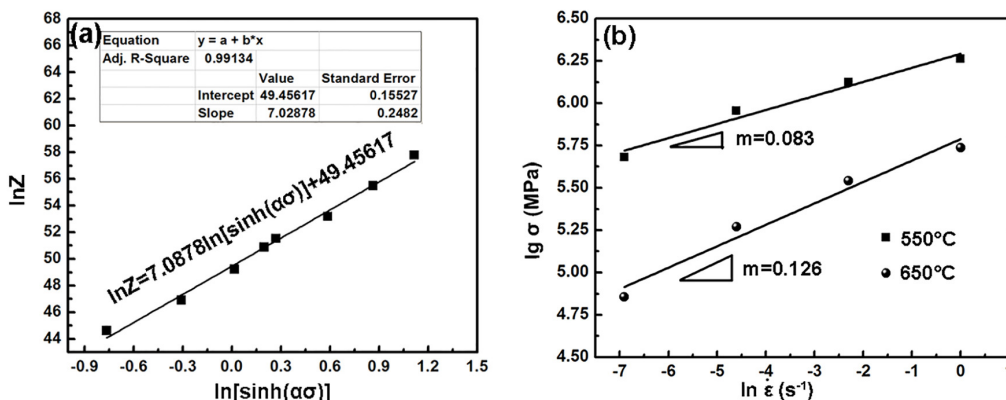 (a)
Equation y = a + b*x
Adj. R-Square 0.99134
Value Standard Error
Intercept 49.45617 0.15527
Slope 7.02878 0.2482
lnZ=7.0878ln[sinh(ασ)]+49.45617
lnZ
68
66
64
62
60
58
56
54
52
50
48
46
44
-0.9 -0.6 -0.3 0.0 0.3 0.6 0.9 1.2 1.5
ln[sinh(ασ)]
(b)
lg σ (MPa)
6.50
6.25
6.00
5.75
5.50
5.25
5.00
4.75
4.50
m=0.083
m=0.126
550°C
650°C
-7 -6 -5 -4 -3 -2 -1 0 1
ln ε̇ (s⁻¹)